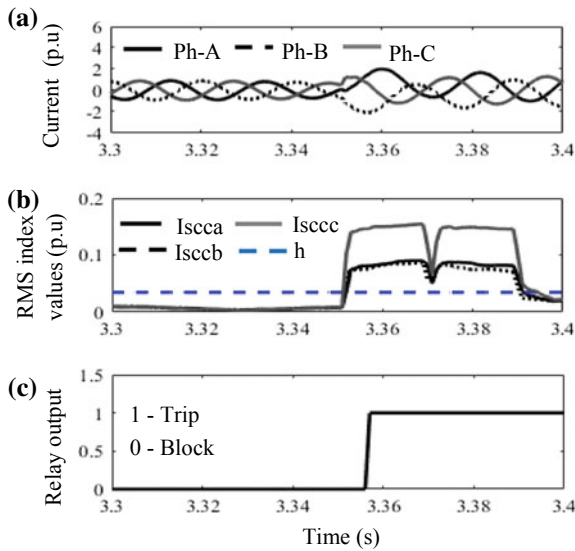 (a)
Current (p.u)
6
4
2
0
-2
-4
Ph-A Ph-B Ph-C
3.3 3.32 3.34 3.36 3.38 3.4
(b)
RMS index
values (p.u)
0.2
0.1
0
Iscca Isccc
Isccb h
3.3 3.32 3.34 3.36 3.38 3.4
(c)
Relay output
1.5
1
0.5
0
1 - Trip
0 - Block
3.3 3.32 3.34 3.36 3.38 3.4
Time (s)